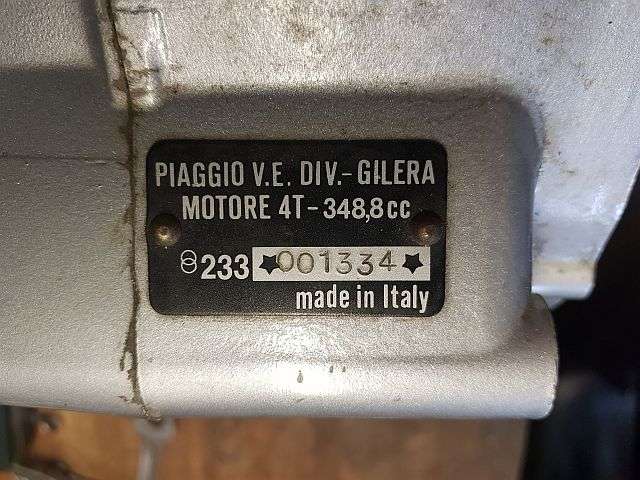 PIAGGIO V.E. DIV.-GILERA
MOTORE 4T-348,8cc
233 ★001334★
made in Italy